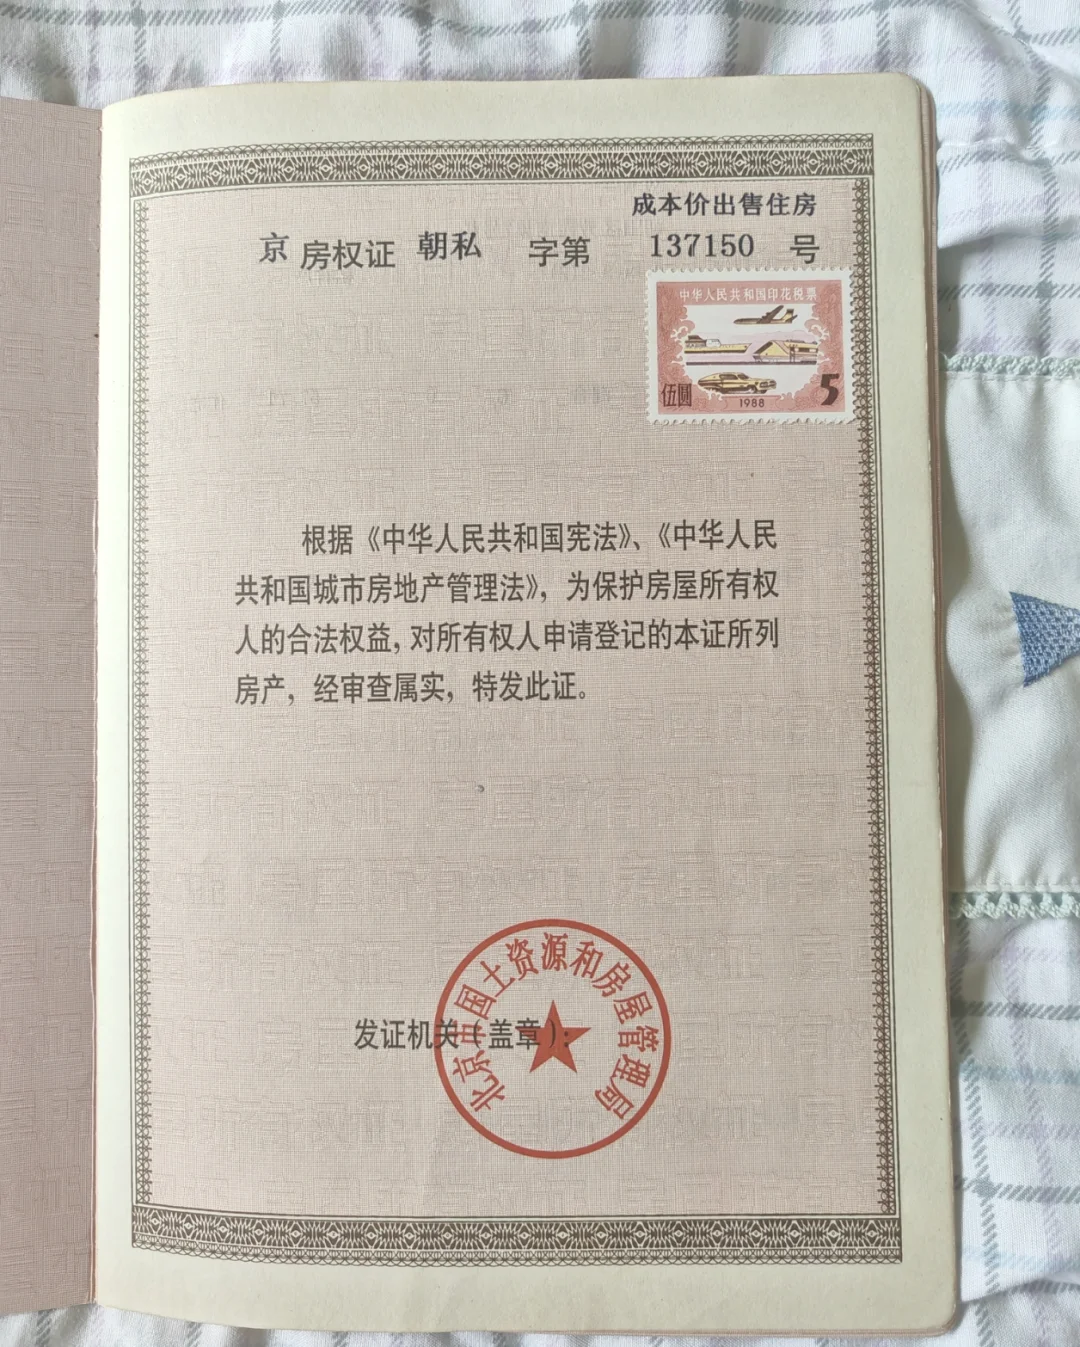 成本价出售住房
京 房权证 朝私 字第 137150 号
中华人民共和国印花税票
伍圆 1988 5
根据《中华人民共和国宪法》、《中华人民
共和国城市房地产管理法》，为保护房屋所有权
人的合法权益，对所有权人申请登记的本证所列
房产，经审查属实，特发此证。
发证机关（盖章）：
北京市国土资源和房屋管理局